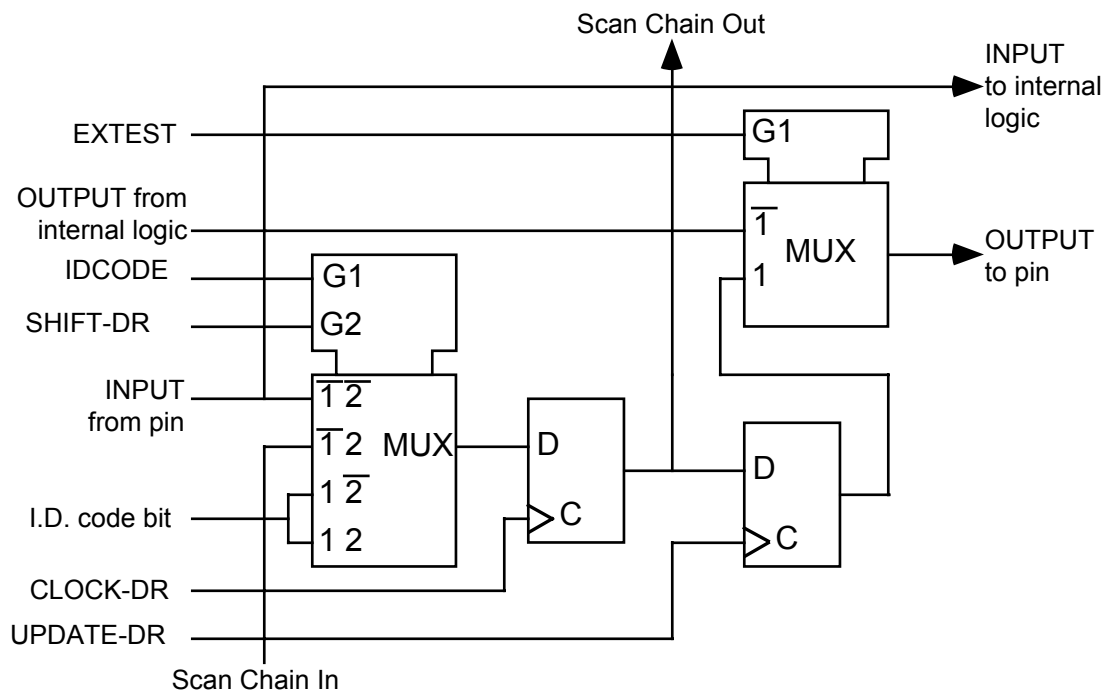 Scan Chain Out
INPUT
to internal
logic
EXTEST
G1
OUTPUT from
internal logic
1̅
MUX
1
OUTPUT
to pin
IDCODE
G1
SHIFT-DR
G2
INPUT
from pin
1̅ 2̅
1̅ 2
MUX
D
1 2̅
D
I.D. code bit
C
1 2
C
CLOCK-DR
UPDATE-DR
Scan Chain In